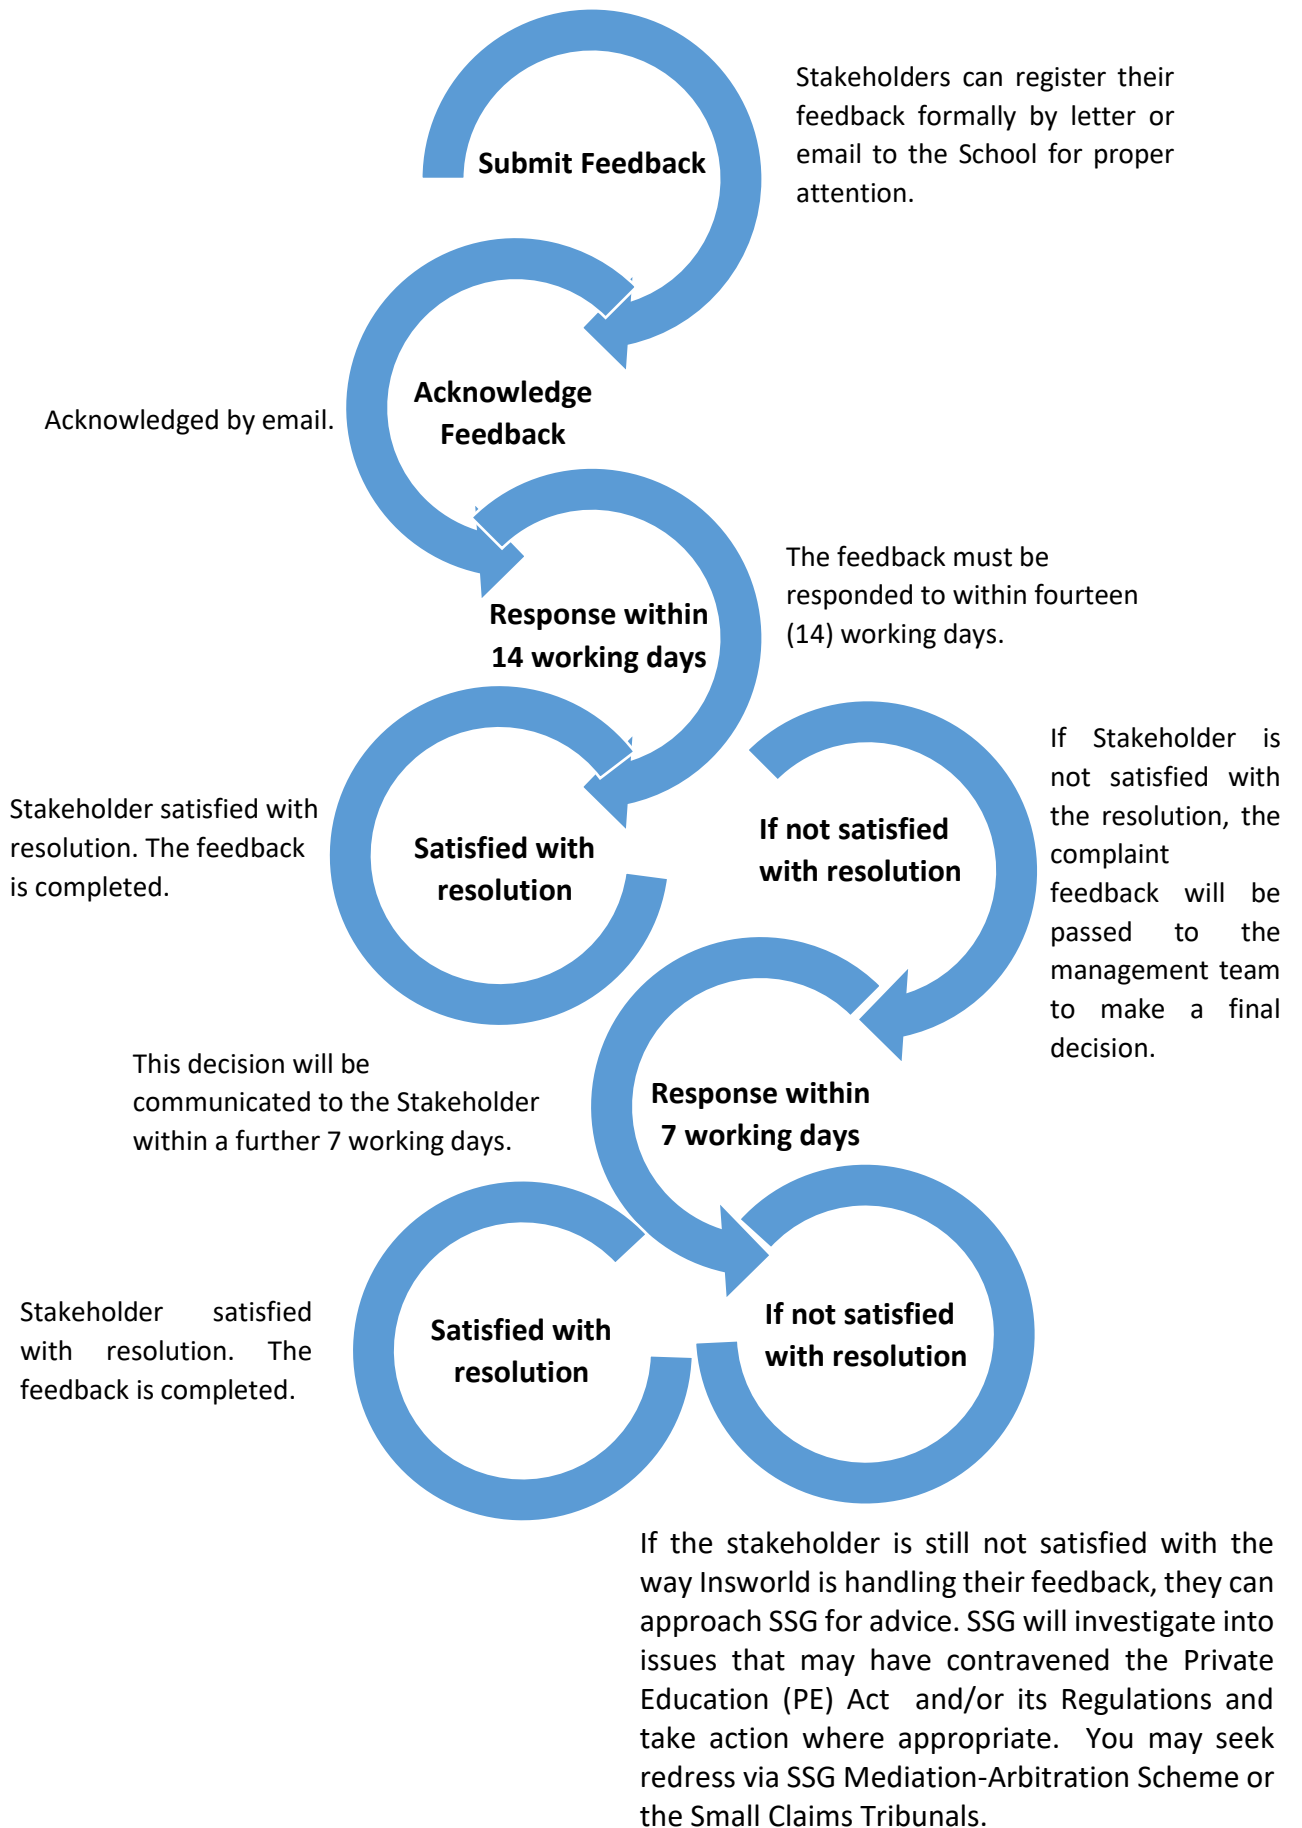 Stakeholders can register their
feedback formally by letter or
email to the School for proper
attention.
Submit Feedback
Acknowledge
Feedback
Acknowledged by email.
The feedback must be
responded to within fourteen
(14) working days.
Response within
14 working days
If Stakeholder is
not satisfied with
the resolution, the
complaint
feedback will be
passed to the
management team
to make a final
decision.
Stakeholder satisfied with
resolution. The feedback
is completed.
Satisfied with
resolution
If not satisfied
with resolution
This decision will be
communicated to the Stakeholder
within a further 7 working days.
Response within
7 working days
Stakeholder satisfied
with resolution. The
feedback is completed.
Satisfied with
resolution
If not satisfied
with resolution
If the stakeholder is still not satisfied with the
way Insworld is handling their feedback, they can
approach SSG for advice. SSG will investigate into
issues that may have contravened the Private
Education (PE) Act and/or its Regulations and
take action where appropriate. You may seek
redress via SSG Mediation-Arbitration Scheme or
the Small Claims Tribunals.